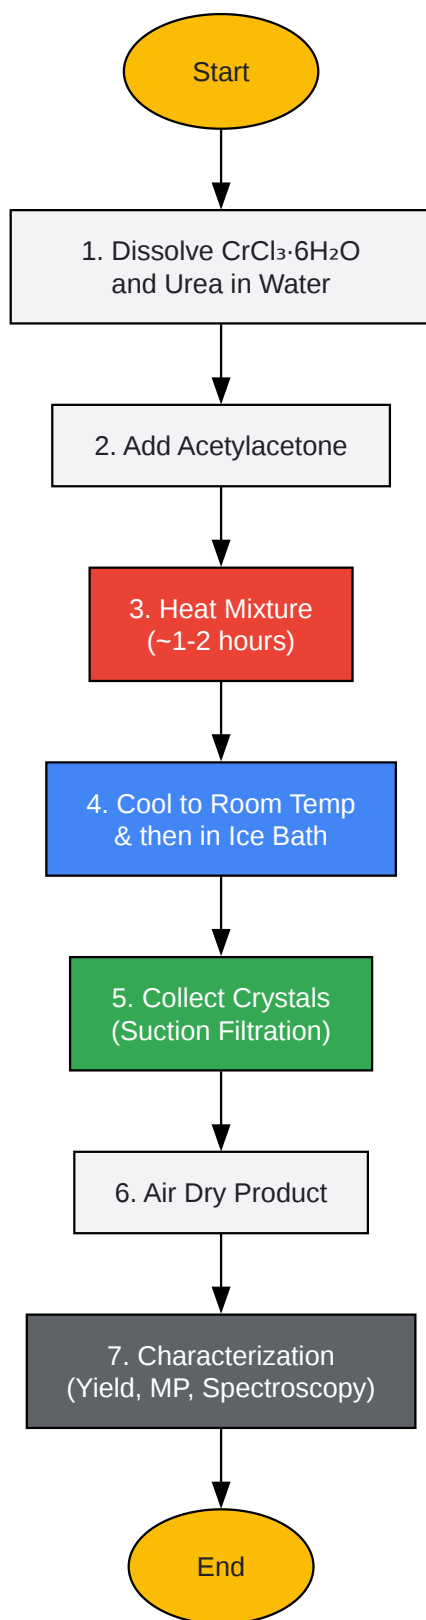 Start
1. Dissolve CrCl₃·6H₂O
and Urea in Water
2. Add Acetylacetone
3. Heat Mixture
(~1-2 hours)
4. Cool to Room Temp
& then in Ice Bath
5. Collect Crystals
(Suction Filtration)
6. Air Dry Product
7. Characterization
(Yield, MP, Spectroscopy)
End